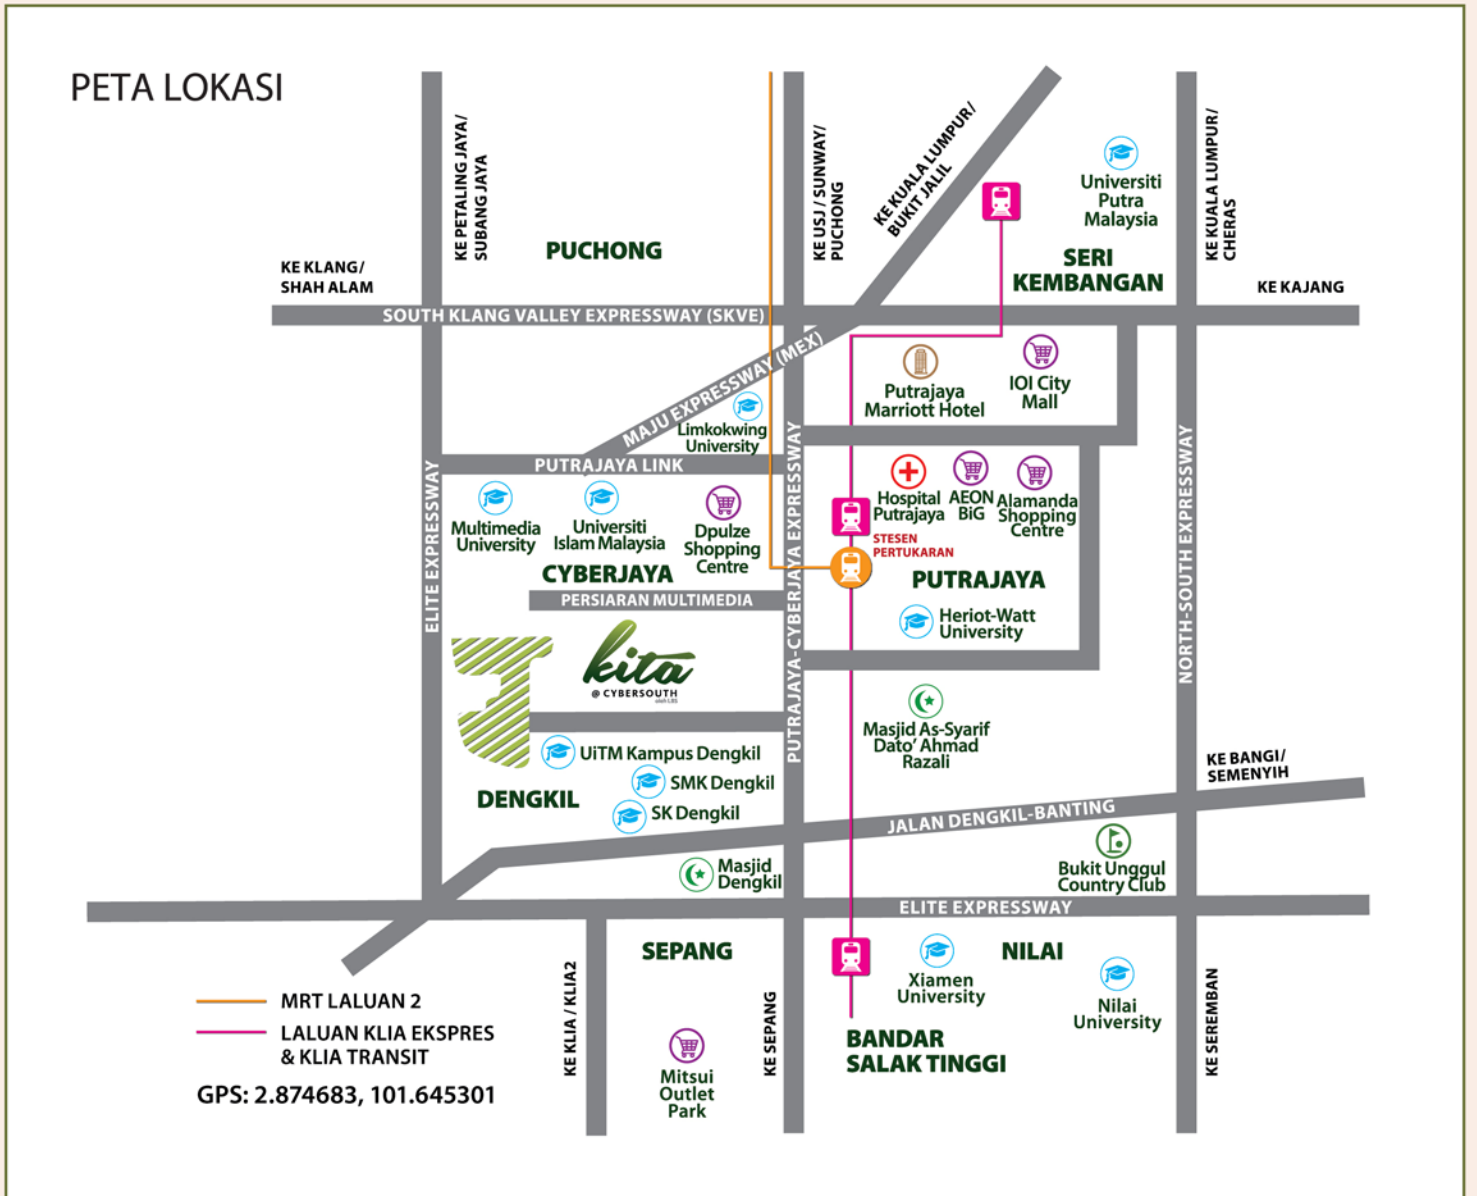 PETA LOKASI
KE PETALING JAYA/
SUBANG JAYA
KE USJ / SUNWAY/
PUCHONG
KE KUALA LUMPUR/
BUKIT JALIL
Universiti
Putra
Malaysia
KE KUALA LUMPUR/
CHERAS
PUCHONG
SERI
KEMBANGAN
KE KLANG/
SHAH ALAM
KE KAJANG
SOUTH KLANG VALLEY EXPRESSWAY (SKVE)
MAJU EXPRESSWAY (MEX)
Putrajaya
Marriott Hotel
IOI City
Mall
Limkokwing
University
PUTRAJAYA LINK
ELITE EXPRESSWAY
PUTRAJAYA-CYBERJAYA EXPRESSWAY
NORTH-SOUTH EXPRESSWAY
Multimedia
University
Universiti
Islam Malaysia
Dpulze
Shopping
Centre
Hospital
Putrajaya
AEON
BiG
Alamanda
Shopping
Centre
STESEN
PERTUKARAN
CYBERJAYA
PUTRAJAYA
PERSIARAN MULTIMEDIA
Heriot-Watt
University
kita
@ CYBERSOUTH
oleh LBS
Masjid As-Syarif
Dato' Ahmad
Razali
UiTM Kampus Dengkil
SMK Dengkil
SK Dengkil
DENGKIL
KE BANGI/
SEMENYIH
JALAN DENGKIL-BANTING
Masjid
Dengkil
Bukit Unggul
Country Club
ELITE EXPRESSWAY
SEPANG
NILAI
Xiamen
University
Nilai
University
KE KLIA / KLIA2
KE SEPANG
KE SEREMBAN
BANDAR
SALAK TINGGI
Mitsui
Outlet
Park
MRT LALUAN 2
LALUAN KLIA EKSPRES
& KLIA TRANSIT
GPS: 2.874683, 101.645301